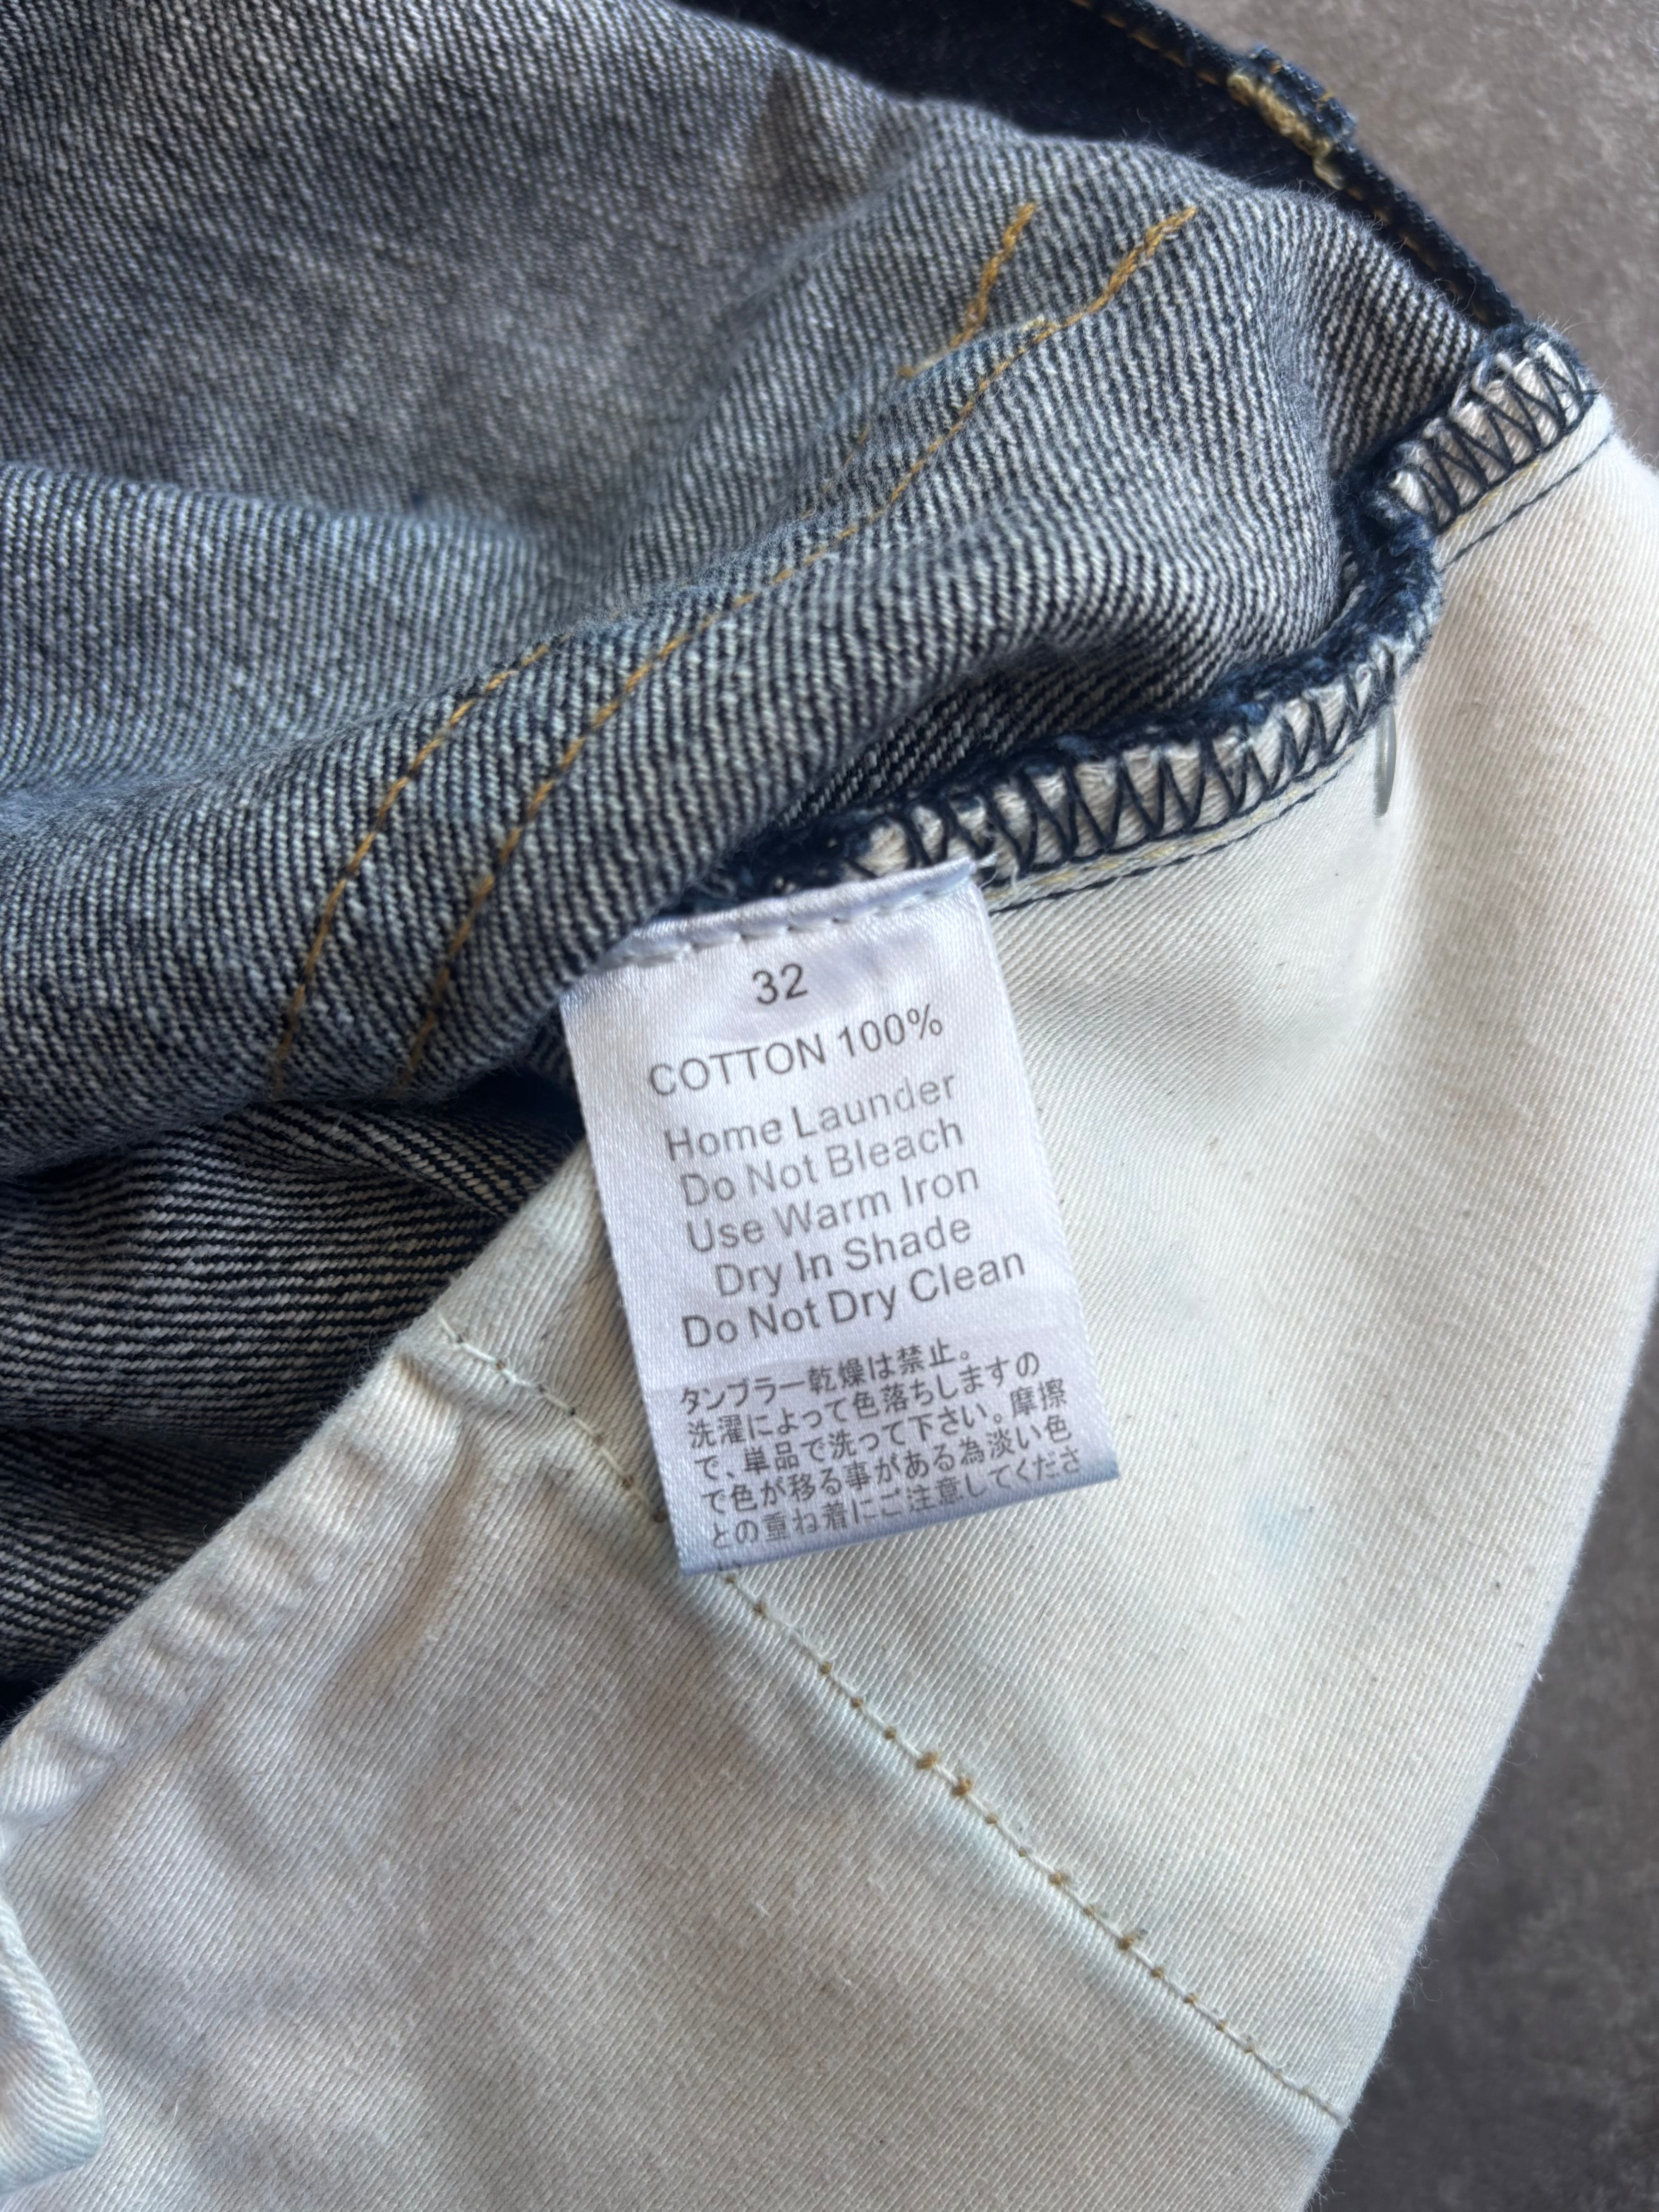 32
COTTON 100%
Home Launder
Do Not Bleach
Use Warm Iron
Dry In Shade
Do Not Dry Clean
タンブラー乾燥は禁止。
洗濯によって色落ちしますの
で、単品で洗って下さい。摩擦
で色が移る事がある為淡い色
との重ね着にご注意してくださ